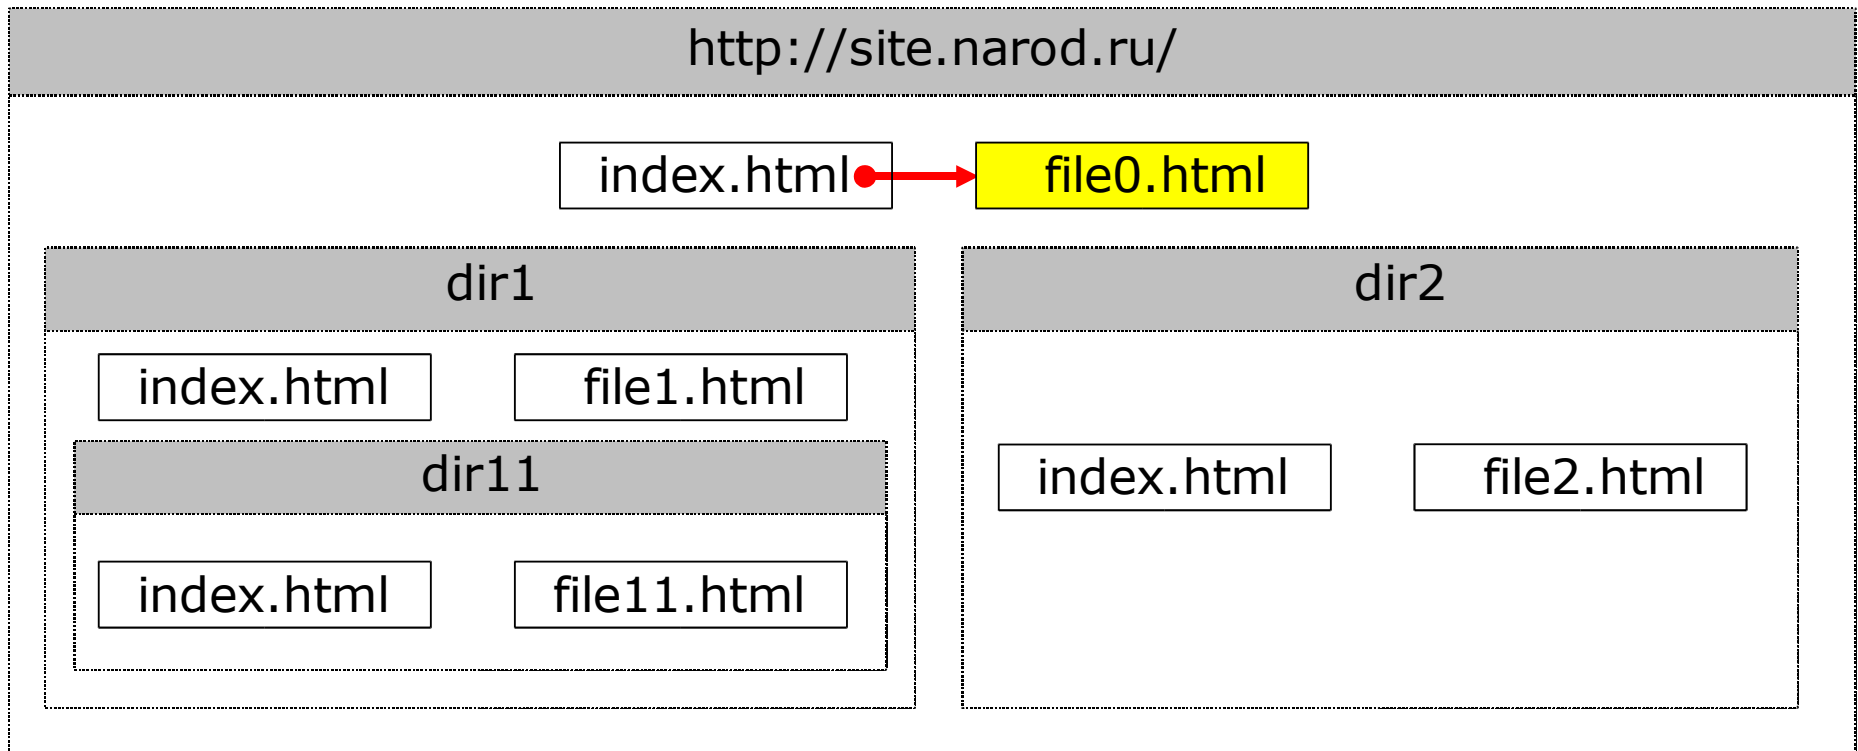 http://site.narod.ru/
index.html
file0.html
dir1
index.html
file1.html
dir11
index.html
file11.html
dir2
index.html
file2.html